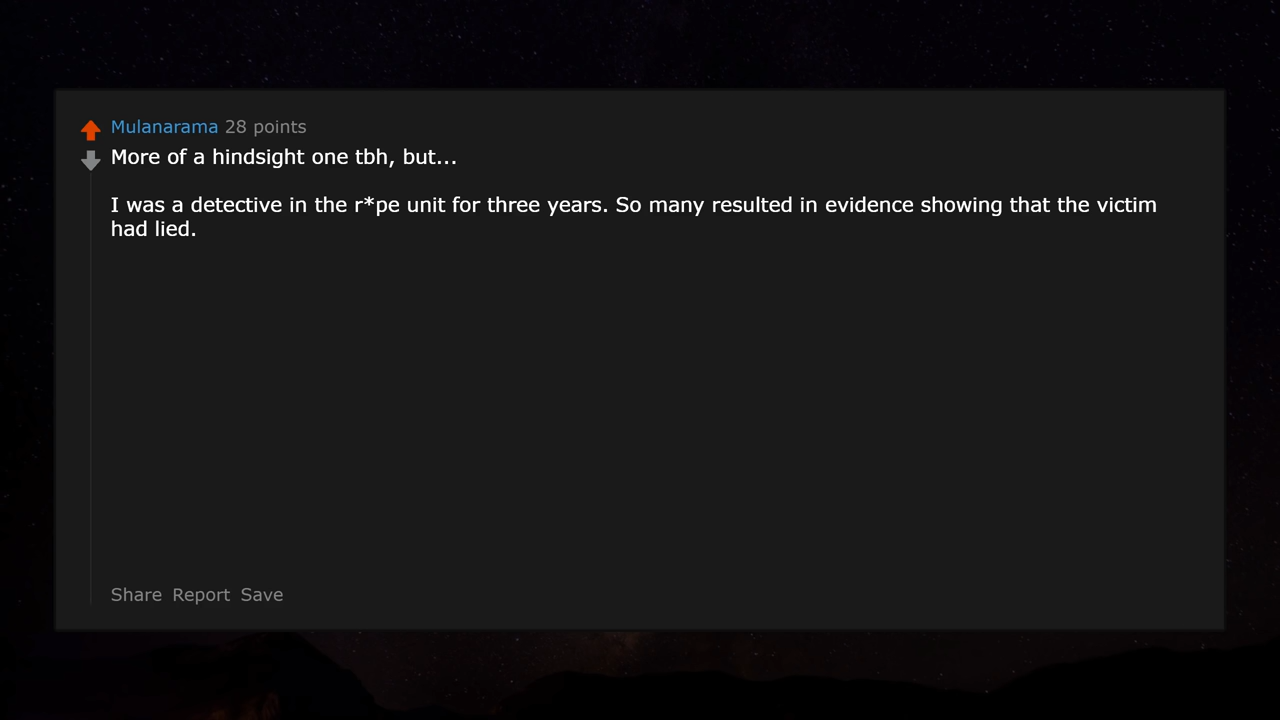 Mulanarama 28 points
More of a hindsight one tbh, but...
I was a detective in the r*pe unit for three years. So many resulted in evidence showing that the victim
had lied.
Share Report Save